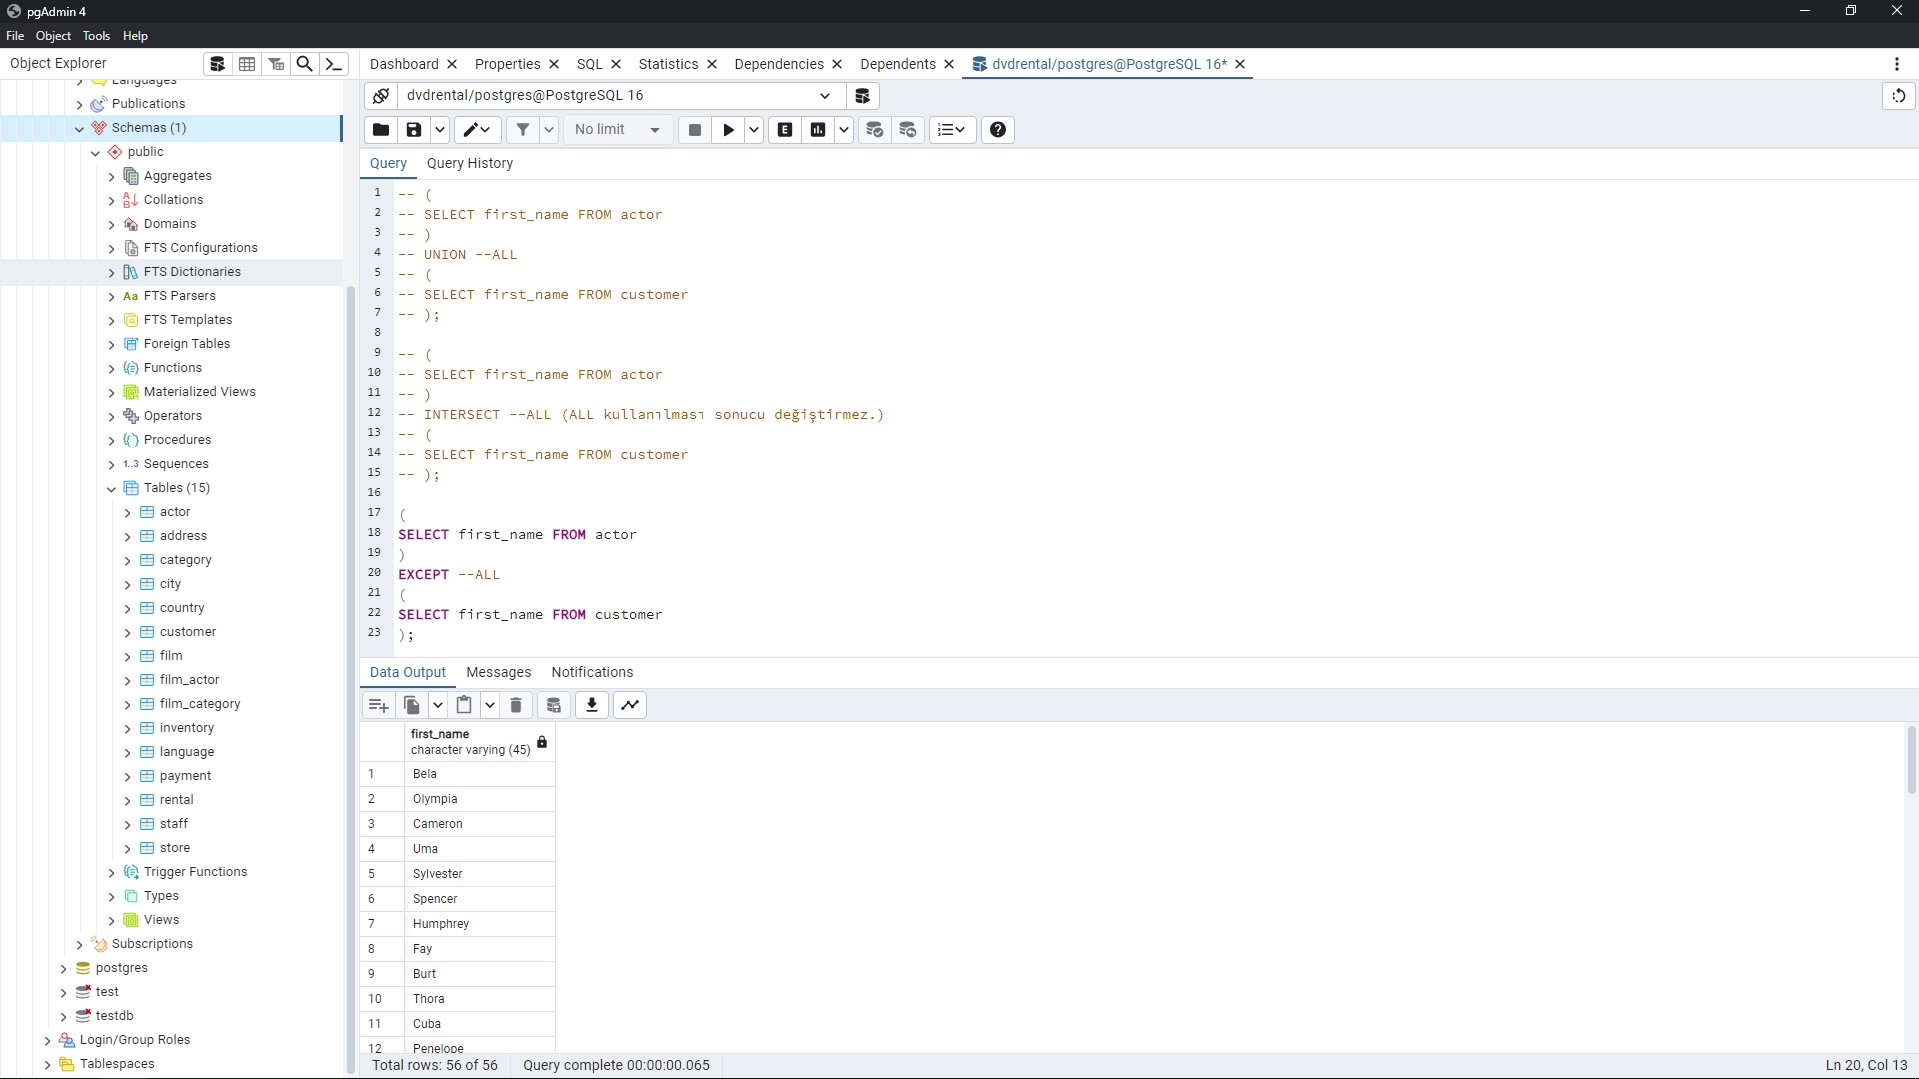 pgAdmin 4
File Object Tools Help
Object Explorer
Languages
Publications
Schemas (1)
public
Aggregates
Collations
Domains
FTS Configurations
FTS Dictionaries
Aa FTS Parsers
FTS Templates
Foreign Tables
Functions
Materialized Views
Operators
Procedures
1..3 Sequences
Tables (15)
actor
address
category
city
country
customer
film
film_actor
film_category
inventory
language
payment
rental
staff
store
Trigger Functions
Types
Views
Subscriptions
postgres
test
testdb
Login/Group Roles
Tablespaces
Dashboard Properties SQL Statistics Dependencies Dependents dvdrental/postgres@PostgreSQL 16*
dvdrental/postgres@PostgreSQL 16
No limit E
Query Query History
1 -- (
2 -- SELECT first_name FROM actor
3 -- )
4 -- UNION --ALL
5 -- (
6 -- SELECT first_name FROM customer
7 -- );
8
9 -- (
10 -- SELECT first_name FROM actor
11 -- )
12 -- INTERSECT --ALL (ALL kullanılması sonucu değiştirmez.)
13 -- (
14 -- SELECT first_name FROM customer
15 -- );
16
17 (
18 SELECT first_name FROM actor
19 )
20 EXCEPT --ALL
21 (
22 SELECT first_name FROM customer
23 );
Data Output Messages Notifications
first_name
character varying (45)
1 Bela
2 Olympia
3 Cameron
4 Uma
5 Sylvester
6 Spencer
7 Humphrey
8 Fay
9 Burt
10 Thora
11 Cuba
12 Penelope
Total rows: 56 of 56 Query complete 00:00:00.065 Ln 20, Col 13